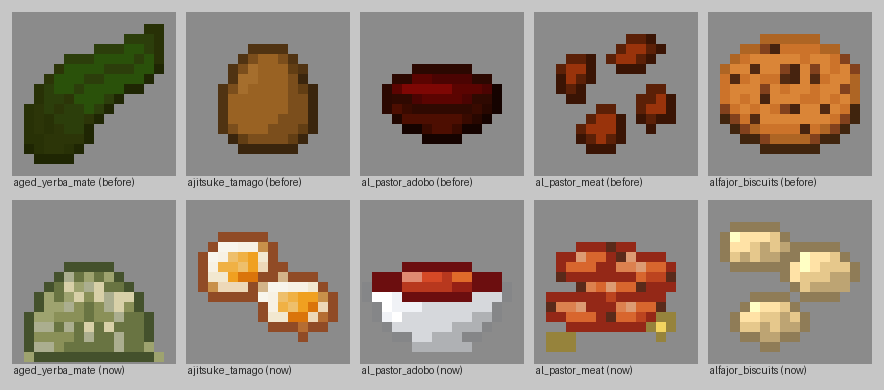 aged_yerba_mate (before)
ajitsuke_tamago (before)
al_pastor_adobo (before)
al_pastor_meat (before)
alfajor_biscuits (before)
aged_yerba_mate (now)
ajitsuke_tamago (now)
al_pastor_adobo (now)
al_pastor_meat (now)
alfajor_biscuits (now)